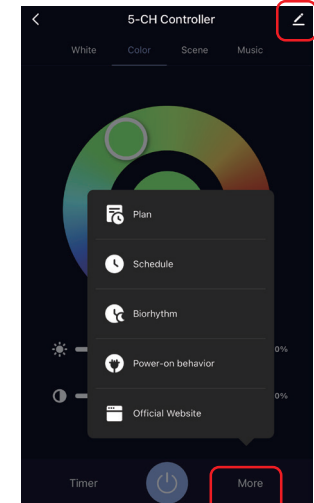 5-CH Controller
White Color Scene Music
Plan
Schedule
Biorhythm
0%
Power-on behavior
0%
Official Website
Timer More